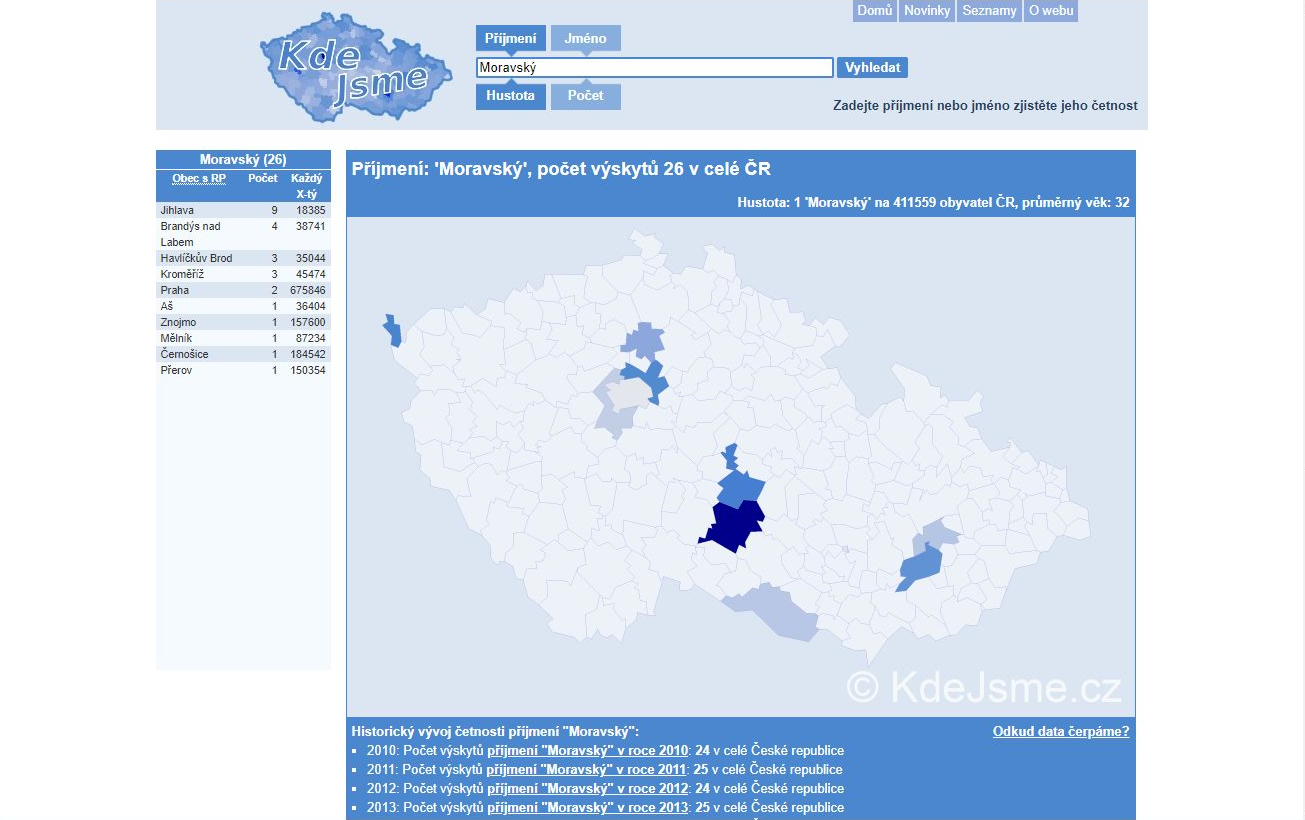 Domů Novinky Seznamy O webu
Kde
Jsme
Příjmení Jméno
Moravský Vyhledat
Hustota Počet
Zadejte příjmení nebo jméno zjistěte jeho četnost
Moravský (26)
Obec s RP Počet Každý
X-tý
Jihlava 9 18385
Brandýs nad 4 38741
Labem
Havlíčkův Brod 3 35044
Kroměříž 3 45474
Praha 2 675846
Aš 1 36404
Znojmo 1 157600
Mělník 1 87234
Černošice 1 184542
Přerov 1 150354
Příjmení: 'Moravský', počet výskytů 26 v celé ČR
Hustota: 1 'Moravský' na 411559 obyvatel ČR, průměrný věk: 32
© KdeJsme.cz
Historický vývoj četnosti příjmení "Moravský": Odkud data čerpáme?
2010: Počet výskytů příjmení "Moravský" v roce 2010: 24 v celé České republice
2011: Počet výskytů příjmení "Moravský" v roce 2011: 25 v celé České republice
2012: Počet výskytů příjmení "Moravský" v roce 2012: 24 v celé České republice
2013: Počet výskytů příjmení "Moravský" v roce 2013: 25 v celé České republice